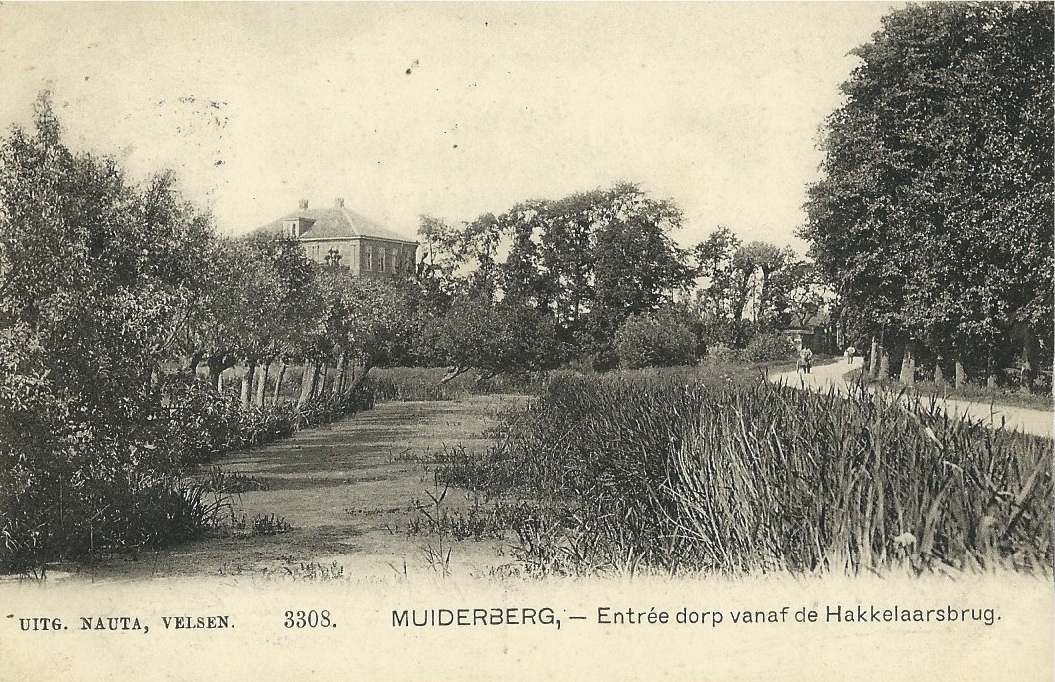 UITG. NAUTA, VELSEN. 3308. MUIDERBERG, — Entrée dorp vanaf de Hakkelaarsbrug.